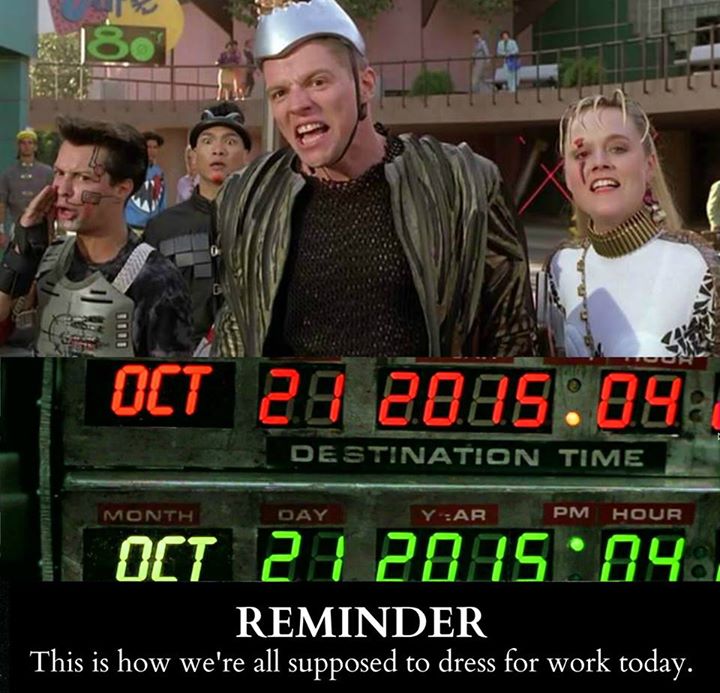 80
OCT 21 2015 04
DESTINATION TIME
MONTH DAY YEAR PM HOUR
OCT 21 2015 04
REMINDER
This is how we're all supposed to dress for work today.